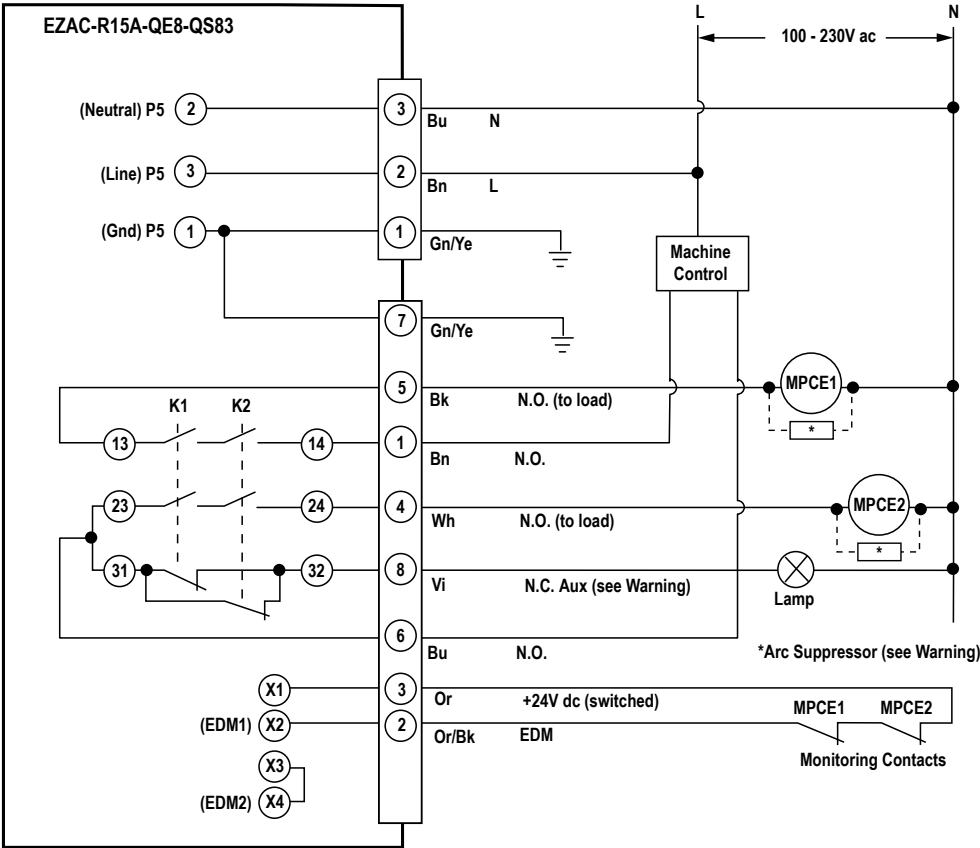 EZAC-R15A-QE8-QS83
L
N
100 - 230V ac
(Neutral) P5 2
3
Bu N
(Line) P5 3
2
Bn L
(Gnd) P5 1
1
Gn/Ye
Machine
Control
7
Gn/Ye
5
Bk N.O. (to load)
MPCE1
*
K1 K2
13
14
1
Bn N.O.
23
24
4
Wh N.O. (to load)
MPCE2
*
31
32
8
Vi N.C. Aux (see Warning)
Lamp
6
Bu N.O.
*Arc Suppressor (see Warning)
X1
3
Or +24V dc (switched)
MPCE1 MPCE2
(EDM1) X2
2
Or/Bk EDM
Monitoring Contacts
X3
(EDM2) X4